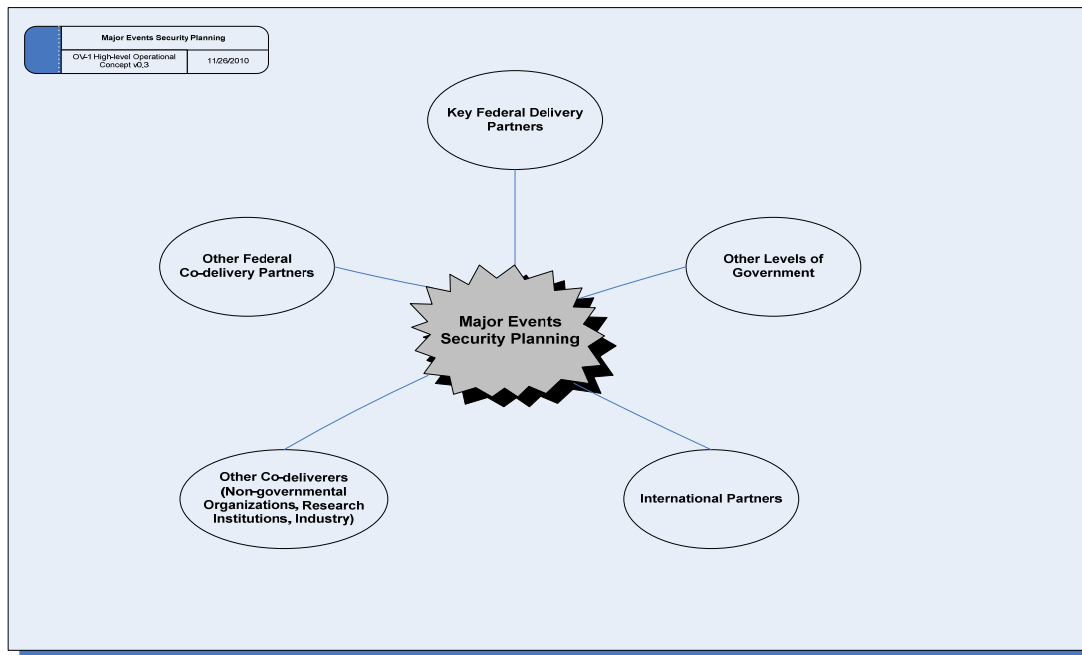 Major Events Security Planning
OV-1 High-level Operational
Concept v0.3
11/26/2010
Key Federal Delivery
Partners
Other Federal
Co-delivery Partners
Other Levels of
Government
Major Events
Security Planning
Other Co-deliverers
(Non-governmental
Organizations, Research
Institutions, Industry)
International Partners